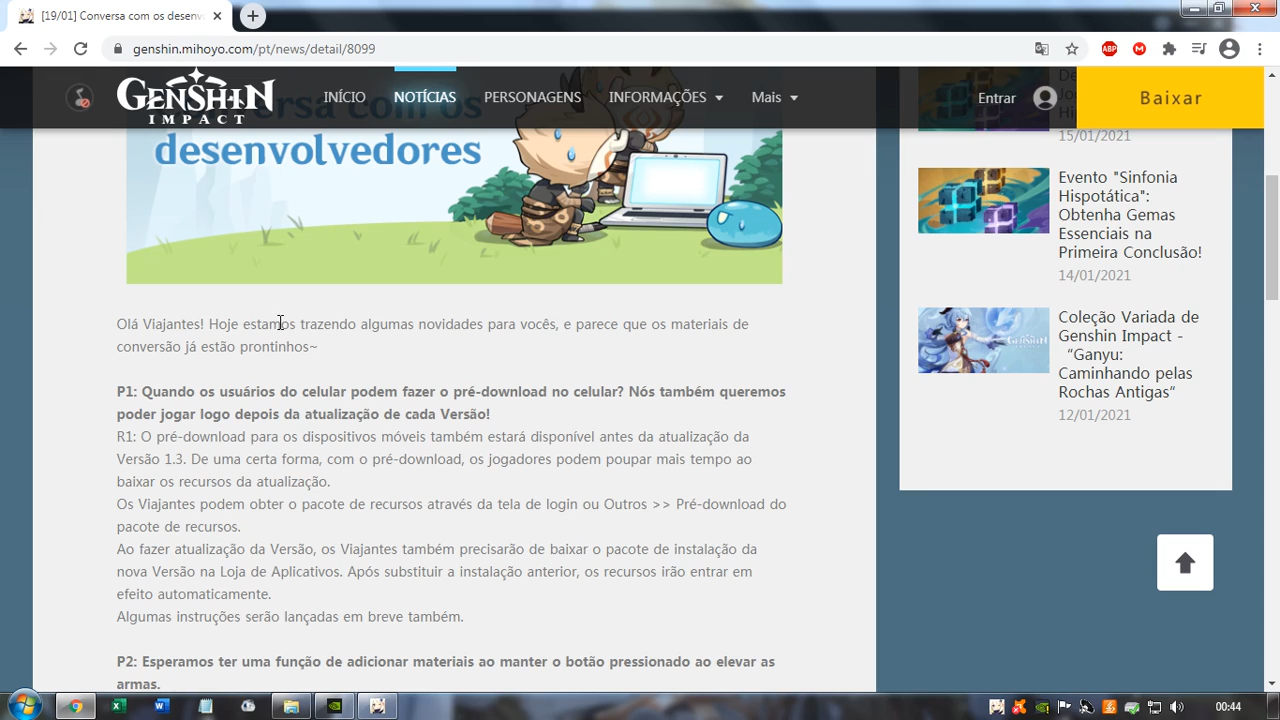 [19/01] Conversa com os desenv
genshin.mihoyo.com/pt/news/detail/8099
ABP
M
GENSHIN
IMPACT
INÍCIO
NOTÍCIAS
PERSONAGENS
INFORMAÇÕES
Mais
Entrar
Baixar
desenvolvedores
Olá Viajantes! Hoje estamos trazendo algumas novidades para vocês, e parece que os materiais de
conversão já estão prontinhos~
P1: Quando os usuários do celular podem fazer o pré-download no celular? Nós também queremos
poder jogar logo depois da atualização de cada Versão!
R1: O pré-download para os dispositivos móveis também estará disponível antes da atualização da
Versão 1.3. De uma certa forma, com o pré-download, os jogadores podem poupar mais tempo ao
baixar os recursos da atualização.
Os Viajantes podem obter o pacote de recursos através da tela de login ou Outros >> Pré-download do
pacote de recursos.
Ao fazer atualização da Versão, os Viajantes também precisarão de baixar o pacote de instalação da
nova Versão na Loja de Aplicativos. Após substituir a instalação anterior, os recursos irão entrar em
efeito automaticamente.
Algumas instruções serão lançadas em breve também.
P2: Esperamos ter uma função de adicionar materiais ao manter o botão pressionado ao elevar as
armas.
15/01/2021
Evento "Sinfonia
Hispotática":
Obtenha Gemas
Essenciais na
Primeira Conclusão!
14/01/2021
Coleção Variada de
Genshin Impact -
“Ganyu:
Caminhando pelas
Rochas Antigas”
12/01/2021
00:44